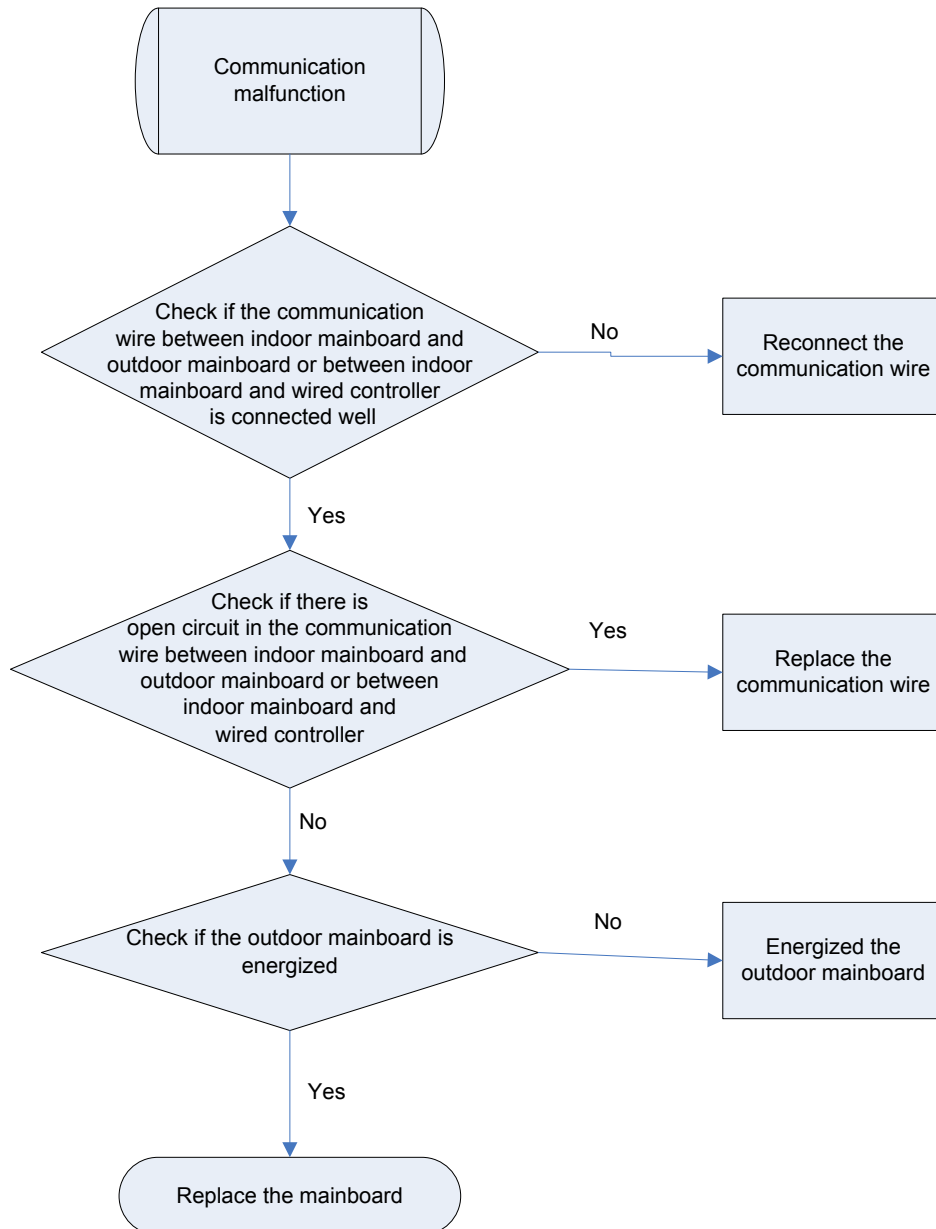 Communication
malfunction
Check if the communication
wire between indoor mainboard and
outdoor mainboard or between indoor
mainboard and wired controller
is connected well
No
Reconnect the
communication wire
Yes
Check if there is
open circuit in the communication
wire between indoor mainboard and
outdoor mainboard or between
indoor mainboard and
wired controller
Yes
Replace the
communication wire
No
Check if the outdoor mainboard is
energized
No
Energized the
outdoor mainboard
Yes
Replace the mainboard